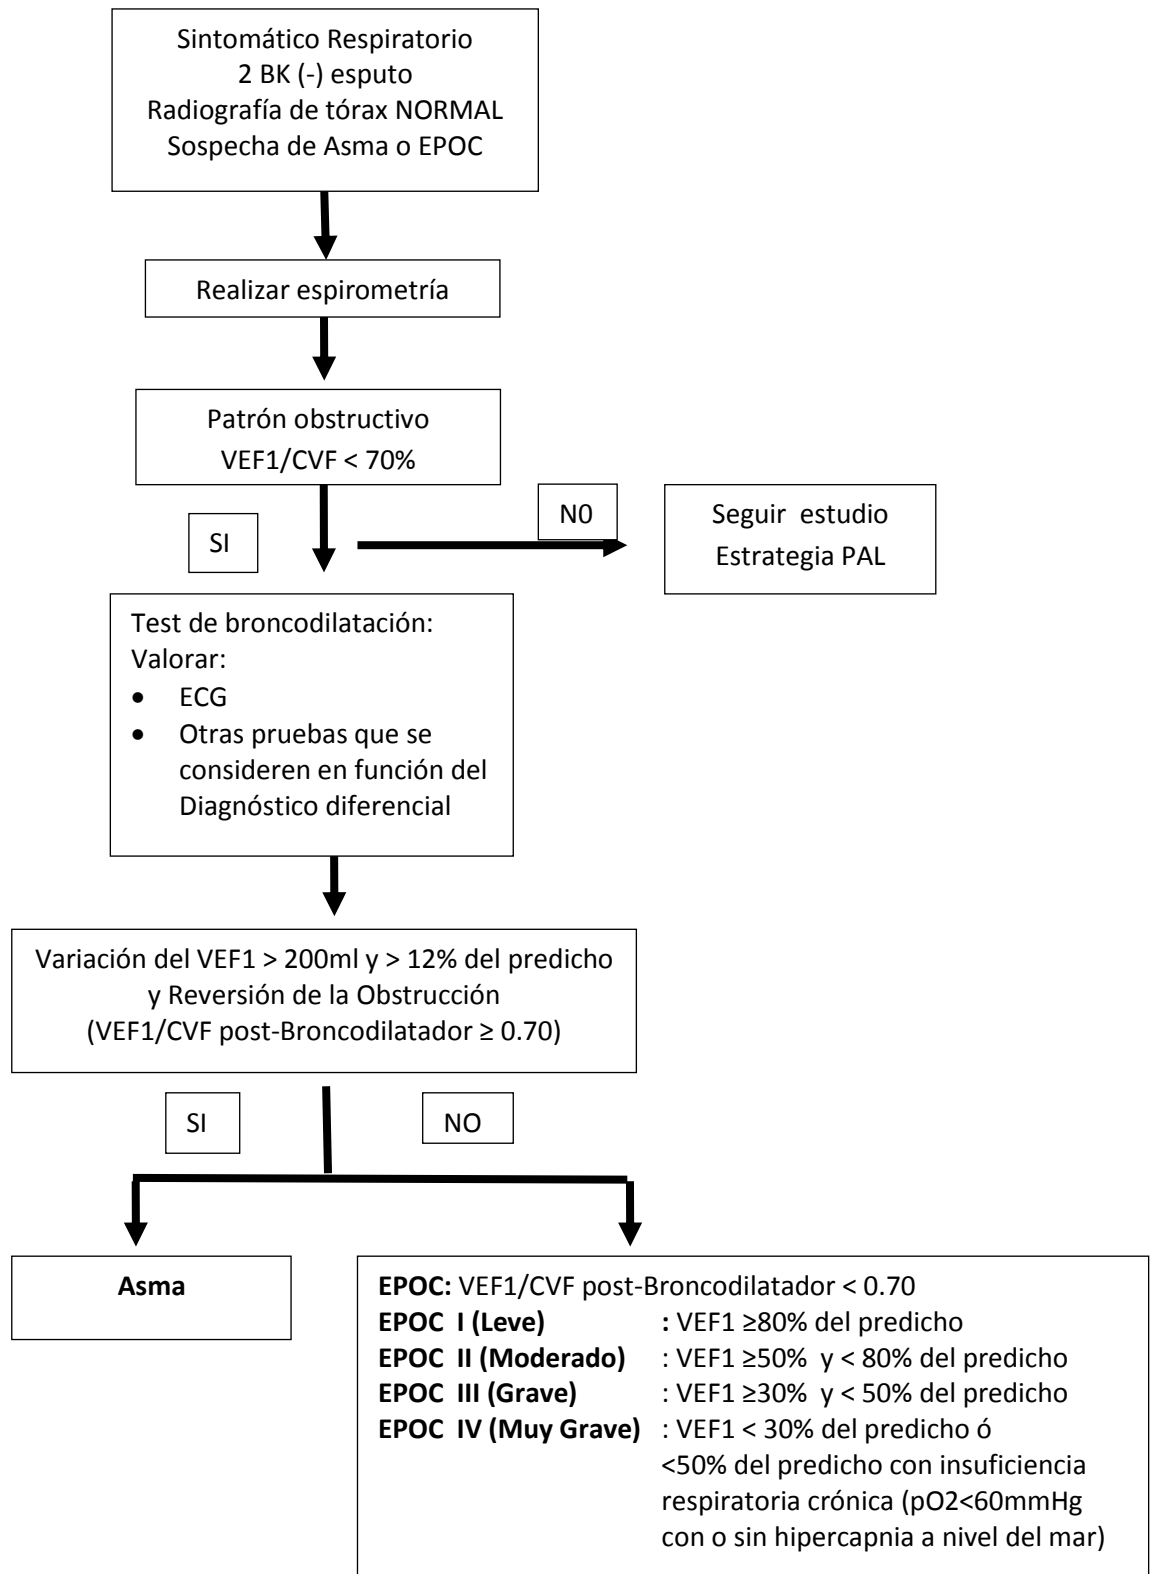 Sintomático Respiratorio
2 BK (-) esputo
Radiografía de tórax NORMAL
Sospecha de Asma o EPOC
Realizar espirometría
Patrón obstructivo
VEF1/CVF < 70%
SI
N0
Seguir estudio
Estrategia PAL
Test de broncodilatación:
Valorar:
• ECG
• Otras pruebas que se
consideren en función del
Diagnóstico diferencial
Variación del VEF1 > 200ml y > 12% del predicho
y Reversión de la Obstrucción
(VEF1/CVF post-Broncodilatador ≥ 0.70)
SI
NO
Asma
EPOC: VEF1/CVF post-Broncodilatador < 0.70
EPOC I (Leve) : VEF1 ≥80% del predicho
EPOC II (Moderado) : VEF1 ≥50% y < 80% del predicho
EPOC III (Grave) : VEF1 ≥30% y < 50% del predicho
EPOC IV (Muy Grave) : VEF1 < 30% del predicho ó
<50% del predicho con insuficiencia
respiratoria crónica (pO2<60mmHg
con o sin hipercapnia a nivel del mar)